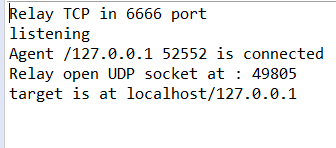 Relay TCP in 6666 port
listening
Agent /127.0.0.1 52552 is connected
Relay open UDP socket at : 49805
target is at localhost/127.0.0.1